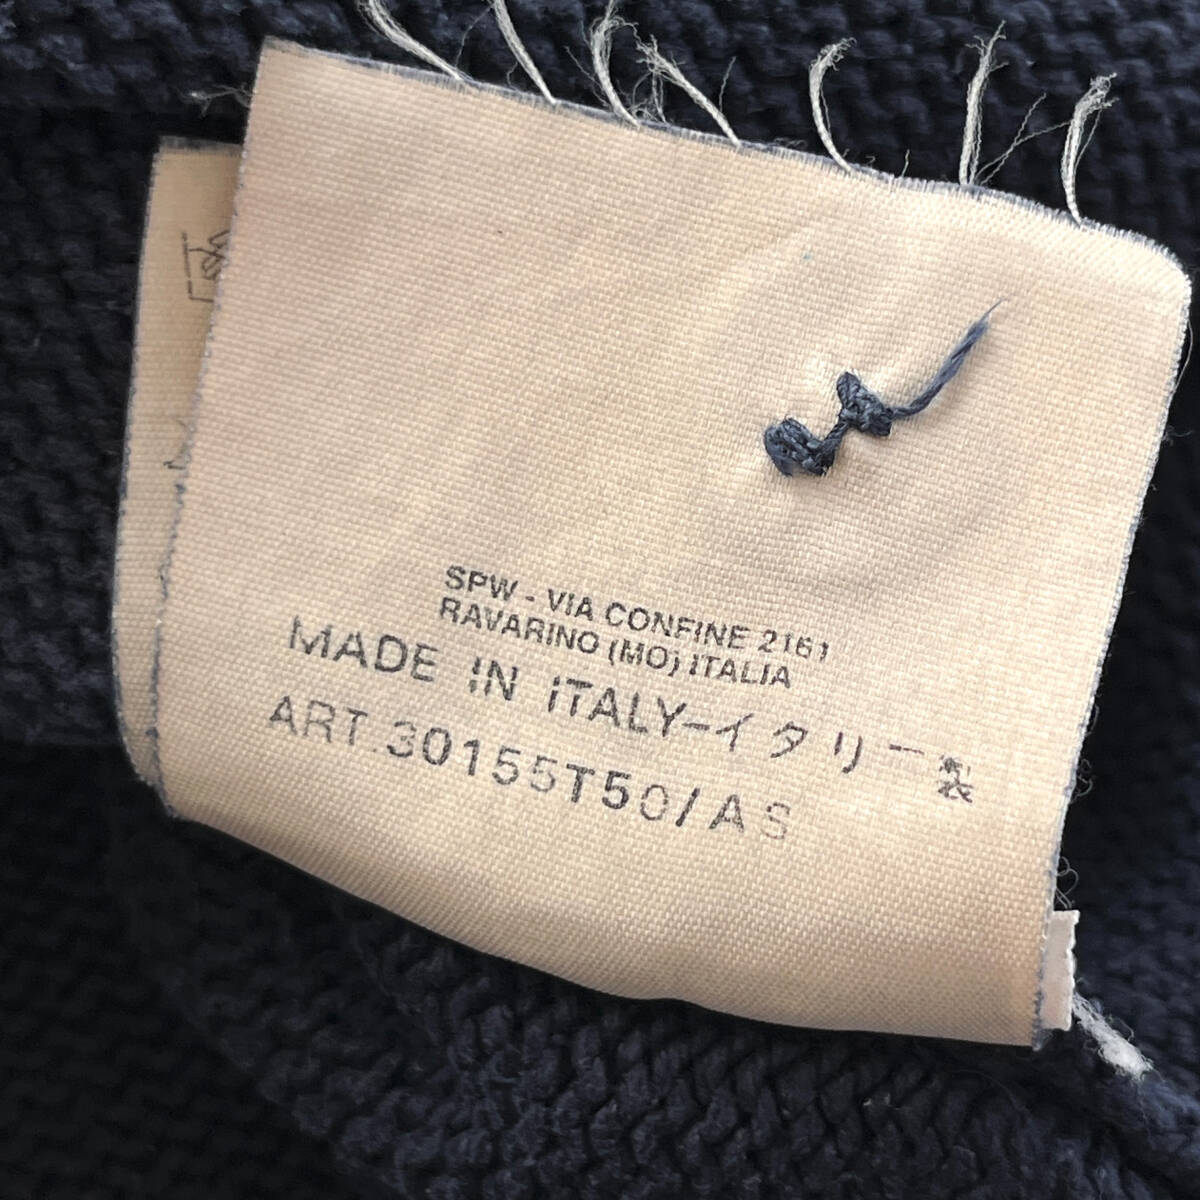 SPW - VIA CONFINE 2161
RAVARINO (MO) ITALIA
MADE IN ITALY-イタリー製
ART.30155T50/AS